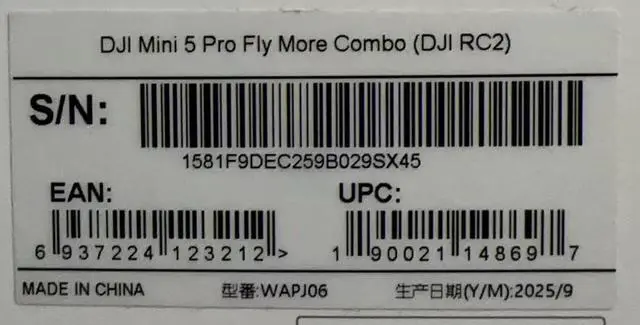 DJI Mini 5 Pro Fly More Combo (DJI RC2)
S/N:
1581F9DEC259B029SX45
EAN: UPC:
6 937224 123212 > 1 90021 14869 7
MADE IN CHINA 型番:WAPJ06 生产日期(Y/M):2025/9